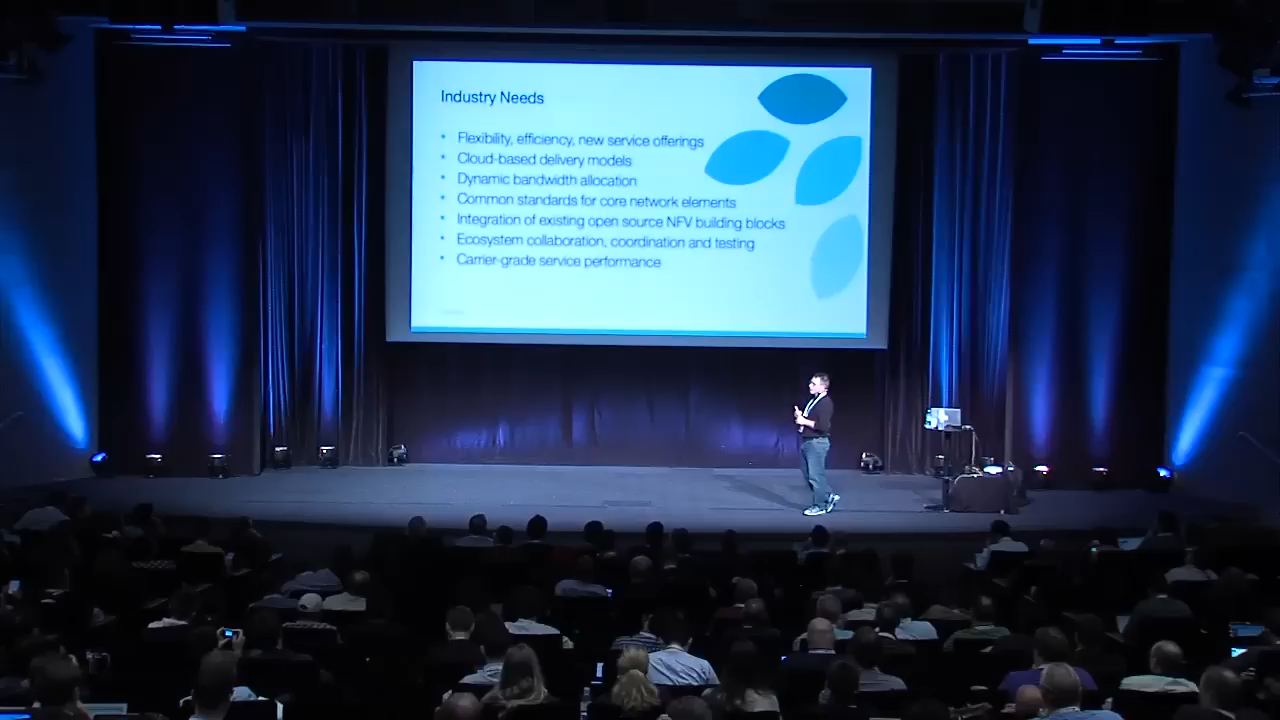 Industry Needs
• Flexibility, efficiency, new service offerings
• Cloud-based delivery models
• Dynamic bandwidth allocation
• Common standards for core network elements
• Integration of existing open source NFV building blocks
• Ecosystem collaboration, coordination and testing
• Carrier-grade service performance